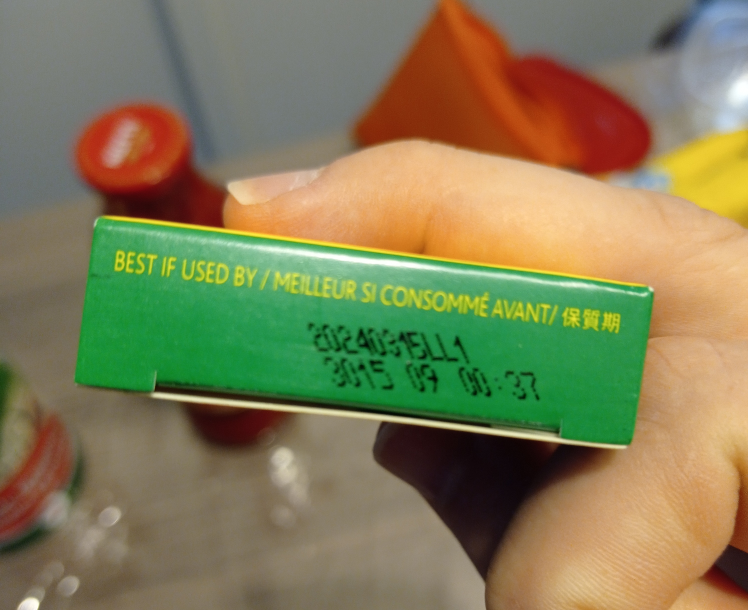 BEST IF USED BY / MEILLEUR SI CONSOMMÉ AVANT/ 保質期
20240315LL1
3015 09 00:37